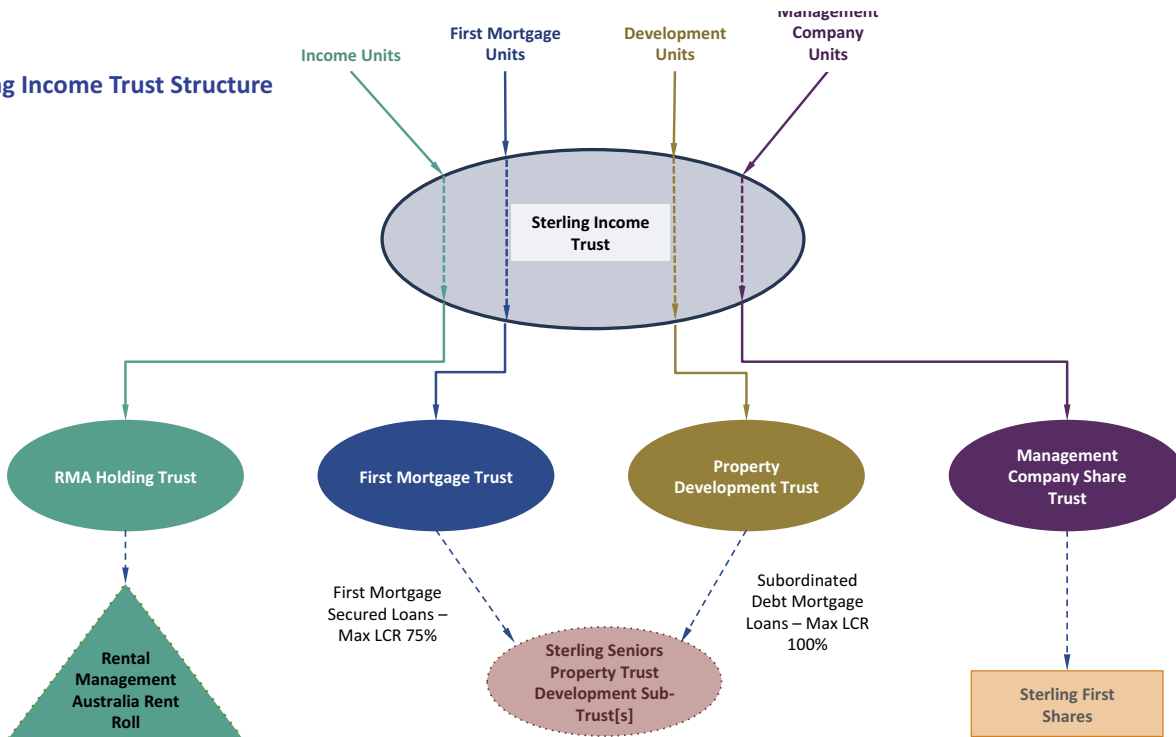 Management
Company
Units
First Mortgage
Units
Development
Units
Income Units
g Income Trust Structure
Sterling Income
Trust
RMA Holding Trust
First Mortgage Trust
Property
Development Trust
Management
Company Share
Trust
First Mortgage
Secured Loans –
Max LCR 75%
Subordinated
Debt Mortgage
Loans – Max LCR
100%
Rental
Management
Australia Rent
Roll
Sterling Seniors
Property Trust
Development Sub-
Trust[s]
Sterling First
Shares